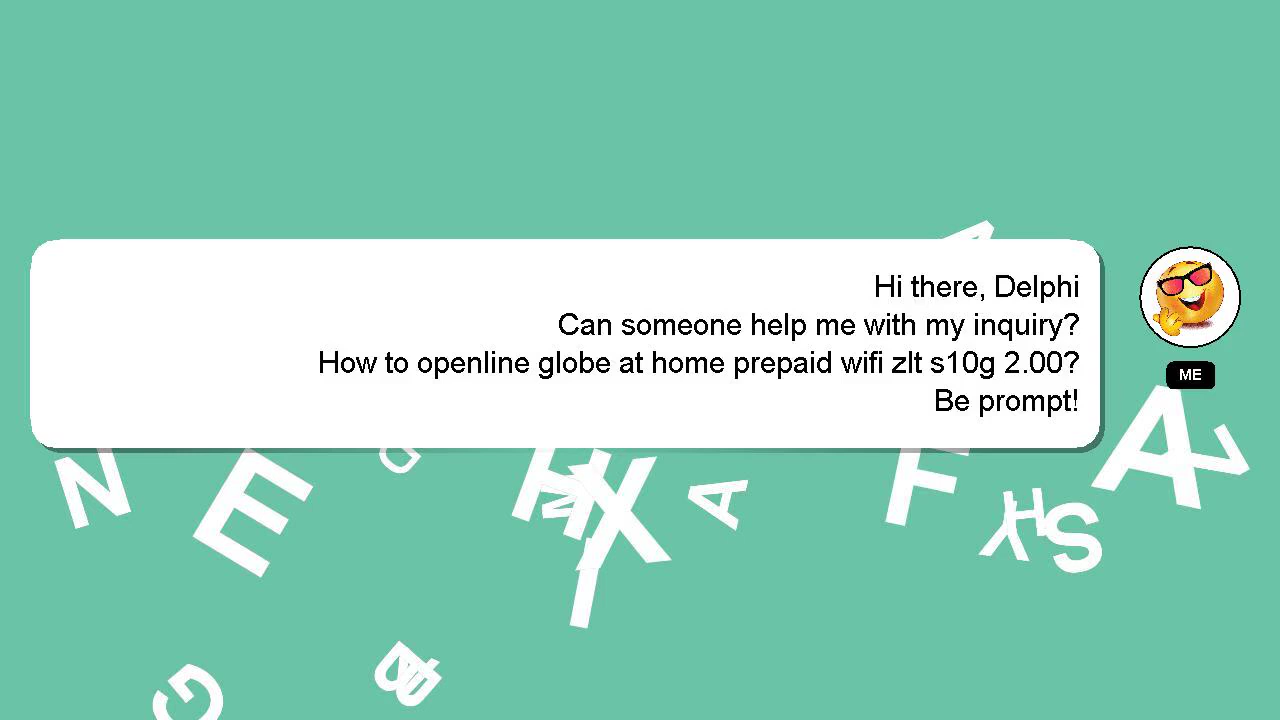 Hi there, Delphi
Can someone help me with my inquiry?
How to openline globe at home prepaid wifi zlt s10g 2.00?
Be prompt!
ME
A
N
E
D
H
N
X
I
A
F
H
Y
S
A
Z
G
B